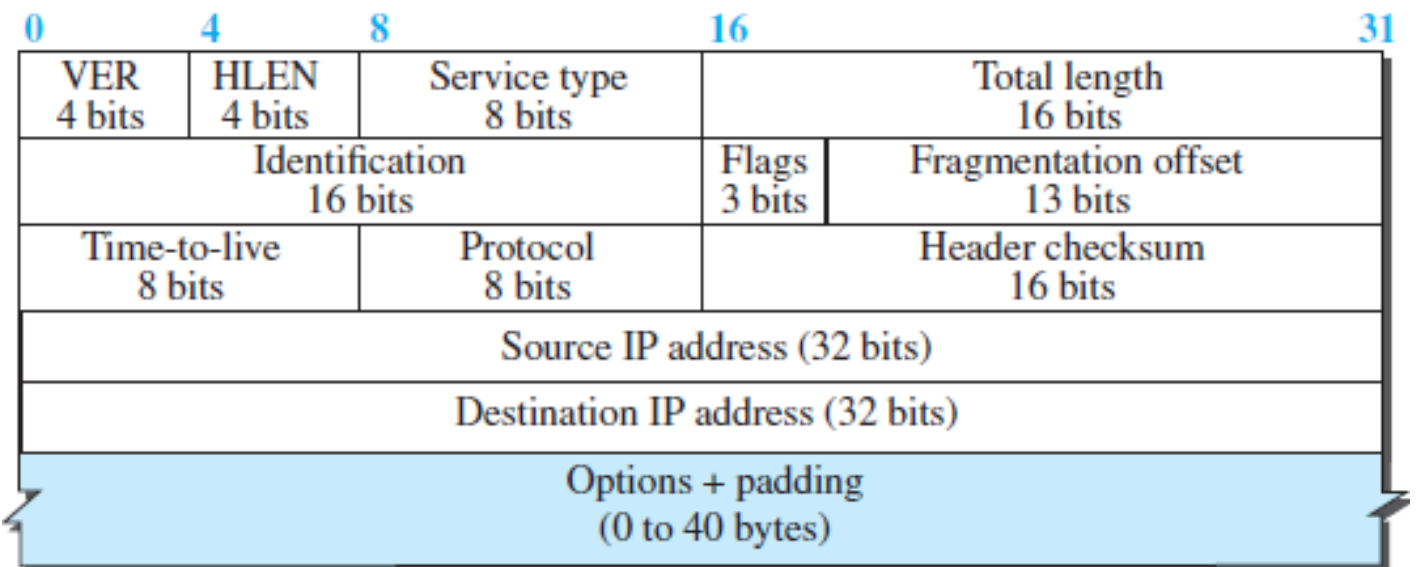 0 4 8 16 31
VER HLEN Service type Total length
4 bits 4 bits 8 bits 16 bits
Identification Flags Fragmentation offset
16 bits 3 bits 13 bits
Time-to-live Protocol Header checksum
8 bits 8 bits 16 bits
Source IP address (32 bits)
Destination IP address (32 bits)
Options + padding
(0 to 40 bytes)